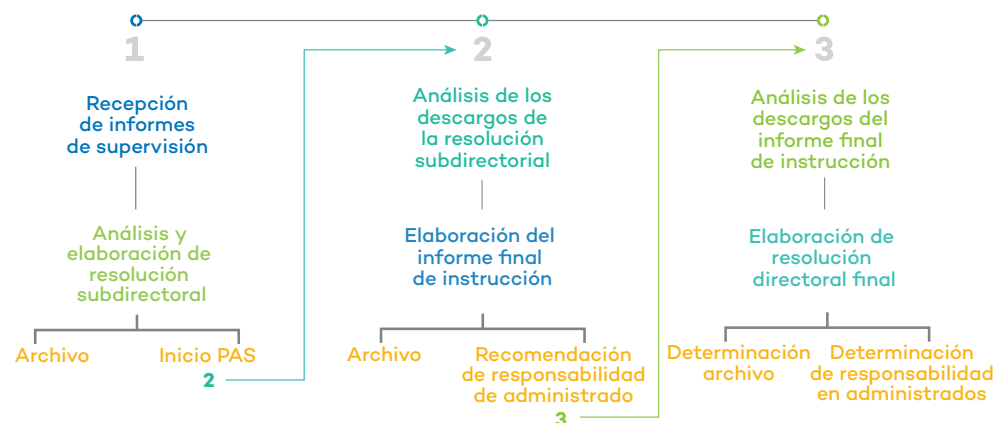 1
Recepción
de informes
de supervisión
Análisis y
elaboración de
resolución
subdirectoral
Archivo
Inicio PAS
2
2
Análisis de los
descargos de
la resolución
subdirectorial
Elaboración del
informe final
de instrucción
Archivo
Recomendación
de responsabilidad
de administrado
3
3
Análisis de los
descargos del
informe final
de instrucción
Elaboración de
resolución
directoral final
Determinación
archivo
Determinación
de responsabilidad
en administrados